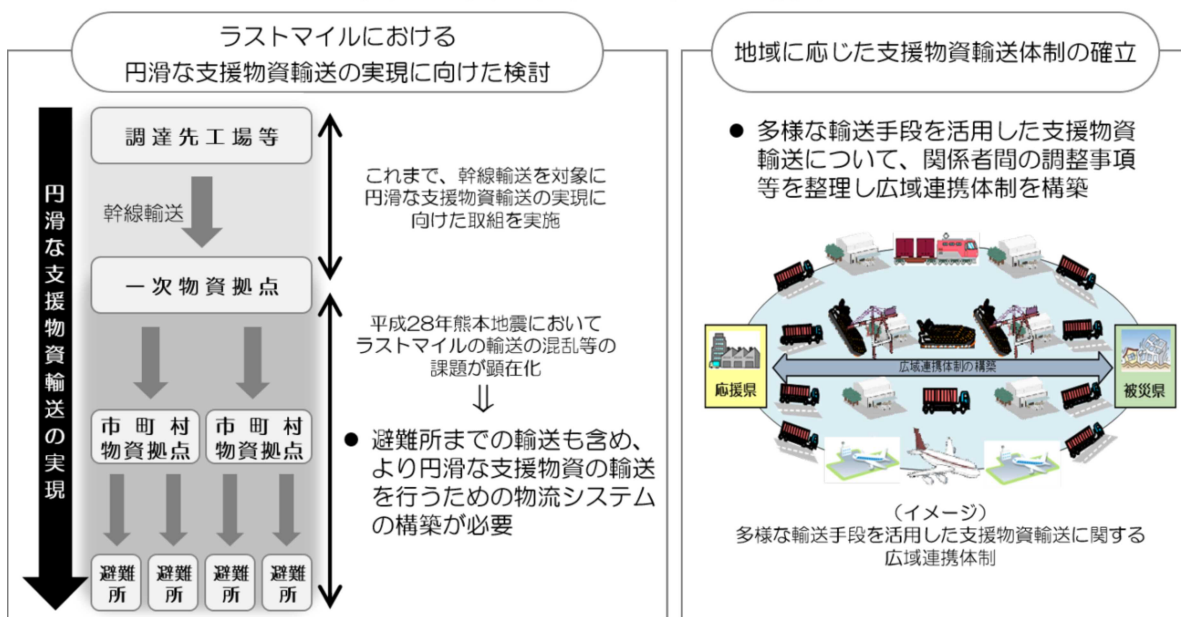 ラストマイルにおける
円滑な支援物資輸送の実現に向けた検討
円滑な支援物資輸送の実現
調達先工場等
幹線輸送
一次物資拠点
市町村
物資拠点
市町村
物資拠点
避難
所
避難
所
避難
所
避難
所
これまで、幹線輸送を対象に
円滑な支援物資輸送の実現に
向けた取組を実施
平成28年熊本地震において
ラストマイルの輸送の混乱等の
課題が顕在化
⇓
● 避難所までの輸送も含め、
より円滑な支援物資の輸送
を行うための物流システム
の構築が必要
地域に応じた支援物資輸送体制の確立
● 多様な輸送手段を活用した支援物資
輸送について、関係者間の調整事項
等を整理し広域連携体制を構築
応援県
広域連携体制の構築
被災県
（イメージ）
多様な輸送手段を活用した支援物資輸送に関する
広域連携体制